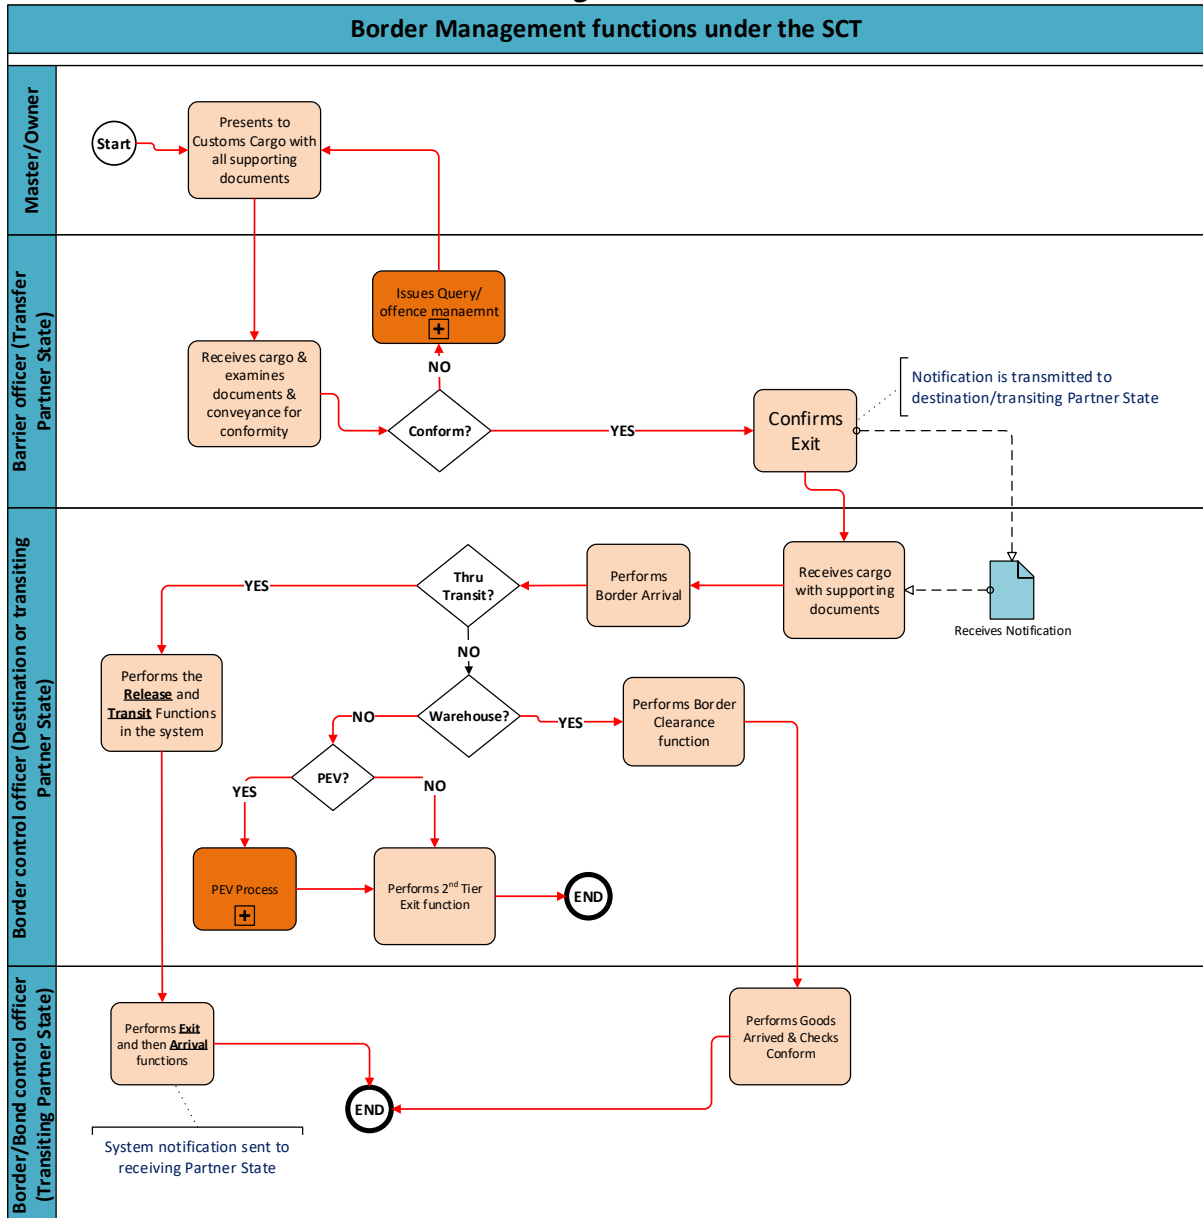 Border Management functions under the SCT
Master/Owner
Start
Presents to
Customs Cargo with
all supporting
documents
Barrier officer (Transfer
Partner State)
Issues Query/
offence manaemnt
NO
Receives cargo &
examines
documents &
conveyance for
conformity
Conform?
YES
Confirms
Exit
Notification is transmitted to
destination/transiting Partner State
Border control officer (Destination or transiting
Partner State)
YES
Thru
Transit?
Performs
Border Arrival
Receives cargo
with supporting
documents
Receives Notification
NO
Performs the
Release and
Transit Functions
in the system
NO
Warehouse?
YES
Performs Border
Clearance
function
PEV?
YES
NO
PEV Process
Performs 2nd Tier
Exit function
END
Border/Bond control officer
(Transiting Partner State)
Performs Exit
and then Arrival
functions
Performs Goods
Arrived & Checks
Conform
END
System notification sent to
receiving Partner State